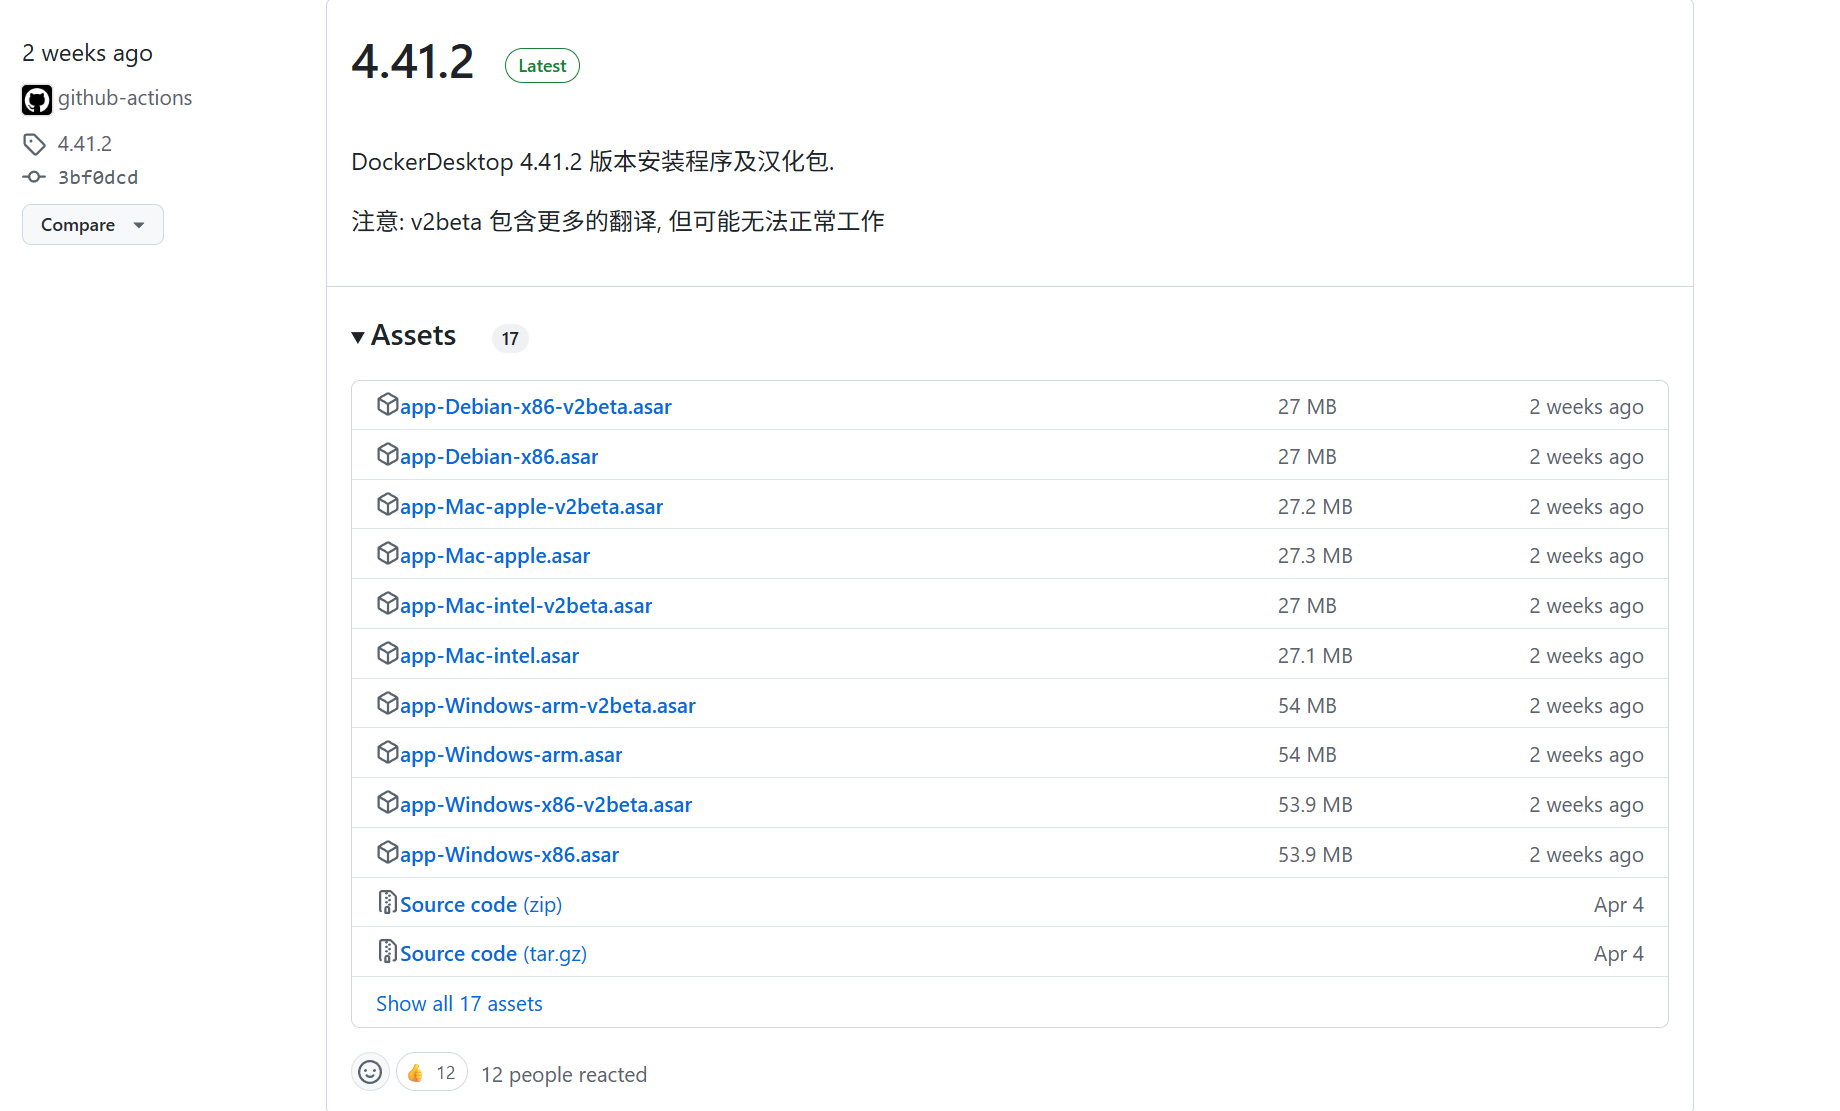 2 weeks ago
github-actions
4.41.2
3bf0dcd
Compare
4.41.2 Latest
DockerDesktop 4.41.2 版本安装程序及汉化包.
注意: v2beta 包含更多的翻译, 但可能无法正常工作
Assets 17
app-Debian-x86-v2beta.asar 27 MB 2 weeks ago
app-Debian-x86.asar 27 MB 2 weeks ago
app-Mac-apple-v2beta.asar 27.2 MB 2 weeks ago
app-Mac-apple.asar 27.3 MB 2 weeks ago
app-Mac-intel-v2beta.asar 27 MB 2 weeks ago
app-Mac-intel.asar 27.1 MB 2 weeks ago
app-Windows-arm-v2beta.asar 54 MB 2 weeks ago
app-Windows-arm.asar 54 MB 2 weeks ago
app-Windows-x86-v2beta.asar 53.9 MB 2 weeks ago
app-Windows-x86.asar 53.9 MB 2 weeks ago
Source code (zip) Apr 4
Source code (tar.gz) Apr 4
Show all 17 assets
👍 12 12 people reacted